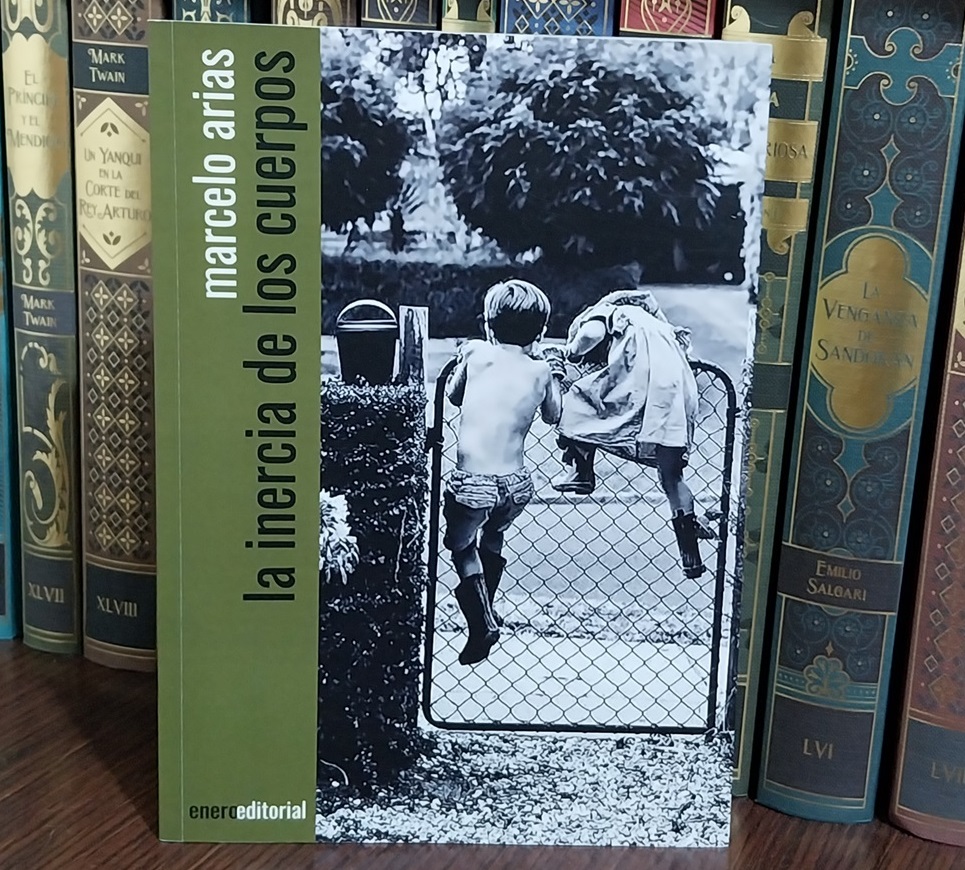 marcelo arias
la inercia de los cuerpos
eneroeditorial
EL
PRÍNCIPE
Y EL
MENDIGO
MARK
TWAIN
XLVII
MARK
TWAIN
UN YANQUI
EN LA
CORTE DEL
REY ARTURO
XLVIII
LA
VENGANZA
DE
SANDOKÁN
EMILIO
SALGARI
LVI